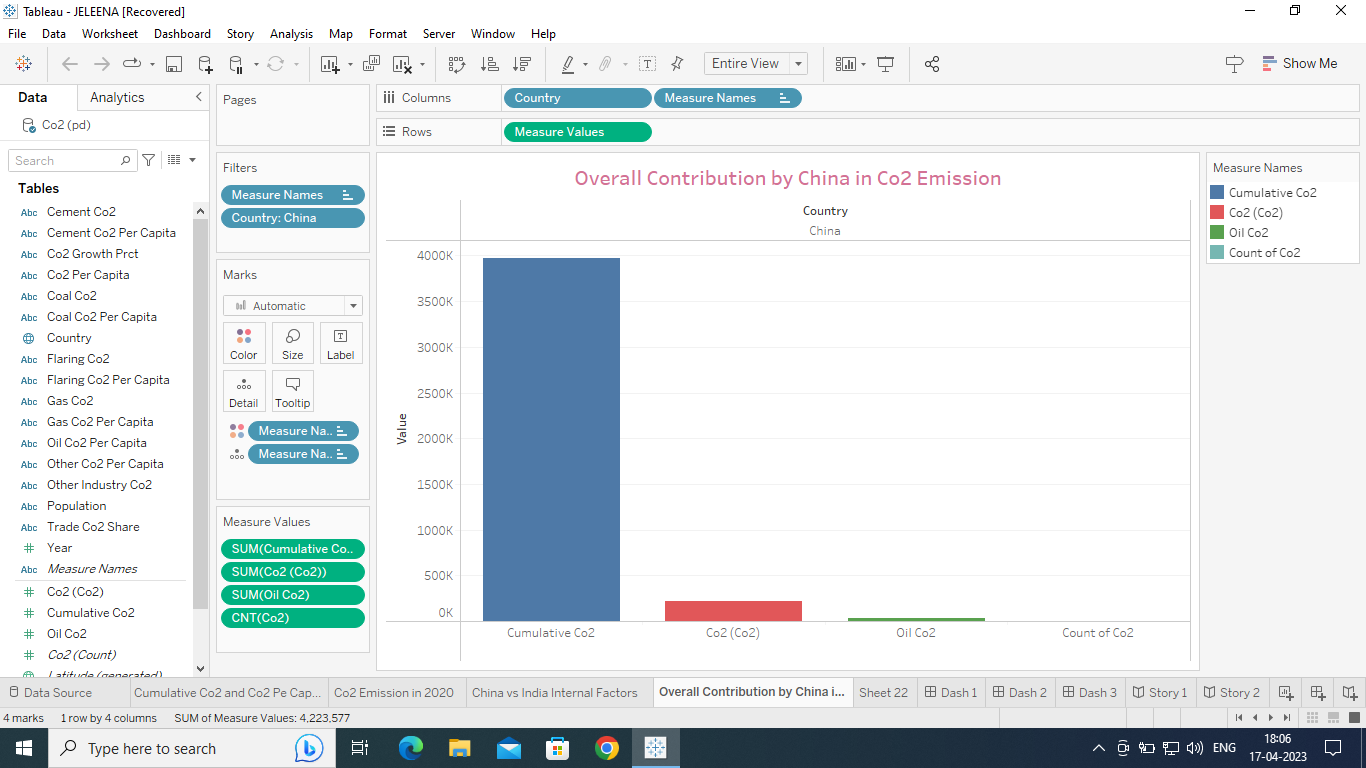 Tableau - JELEENA [Recovered]
File Data Worksheet Dashboard Story Analysis Map Format Server Window Help
Entire View
Show Me
Data Analytics
Co2 (pd)
Search
Tables
Abc Cement Co2
Abc Cement Co2 Per Capita
Abc Co2 Growth Prct
Abc Co2 Per Capita
Abc Coal Co2
Abc Coal Co2 Per Capita
Country
Abc Flaring Co2
Abc Flaring Co2 Per Capita
Abc Gas Co2
Abc Gas Co2 Per Capita
Abc Oil Co2 Per Capita
Abc Other Co2 Per Capita
Abc Other Industry Co2
Abc Population
Abc Trade Co2 Share
# Year
Abc Measure Names
# Co2 (Co2)
# Cumulative Co2
# Oil Co2
# Co2 (Count)
Latitude (generated)
Pages
Filters
Measure Names
Country: China
Marks
Automatic
Color Size Label
Detail Tooltip
Measure Na..
Measure Na..
Measure Values
SUM(Cumulative Co..
SUM(Co2 (Co2))
SUM(Oil Co2)
CNT(Co2)
Columns Country Measure Names
Rows Measure Values
Overall Contribution by China in Co2 Emission
Country
China
4000K
3500K
3000K
2500K
2000K
1500K
1000K
500K
0K
Value
Cumulative Co2 Co2 (Co2) Oil Co2 Count of Co2
Measure Names
Cumulative Co2
Co2 (Co2)
Oil Co2
Count of Co2
Data Source Cumulative Co2 and Co2 Pe Cap... Co2 Emission in 2020 China vs India Internal Factors Overall Contribution by China i... Sheet 22 Dash 1 Dash 2 Dash 3 Story 1 Story 2
4 marks 1 row by 4 columns SUM of Measure Values: 4,223,577
Type here to search
ENG
18:06
17-04-2023